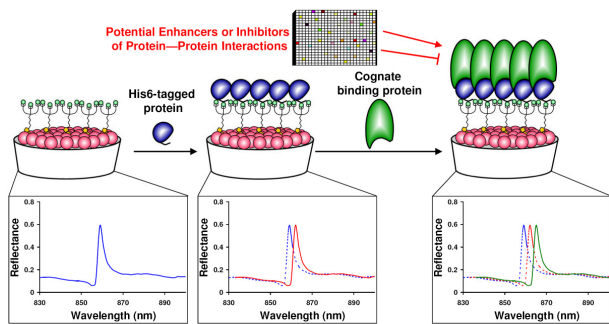 Potential Enhancers or Inhibitors
of Protein—Protein Interactions
His6-tagged
protein
Cognate
binding protein
0.8
0.6
0.4
0.2
0
Reflectance
830
850
870
890
Wavelength (nm)
0.8
0.6
0.4
0.2
0
Reflectance
830
850
870
890
Wavelength (nm)
0.8
0.6
0.4
0.2
0
Reflectance
830
850
870
890
Wavelength (nm)